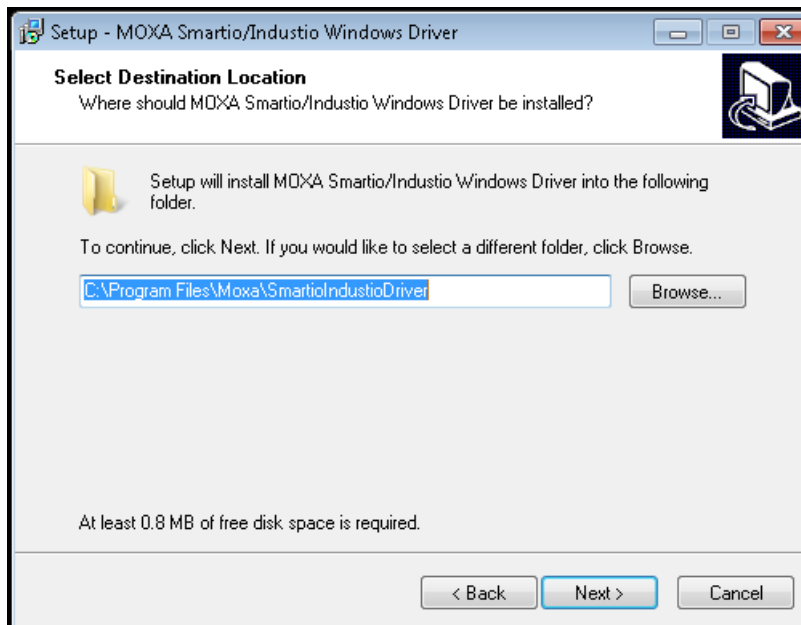 Setup - MOXA Smartio/Industio Windows Driver
Select Destination Location
Where should MOXA Smartio/Industio Windows Driver be installed?
Setup will install MOXA Smartio/Industio Windows Driver into the following
folder.
To continue, click Next. If you would like to select a different folder, click Browse.
C:\Program Files\Moxa\SmartioIndustioDriver
Browse...
At least 0.8 MB of free disk space is required.
< Back
Next >
Cancel